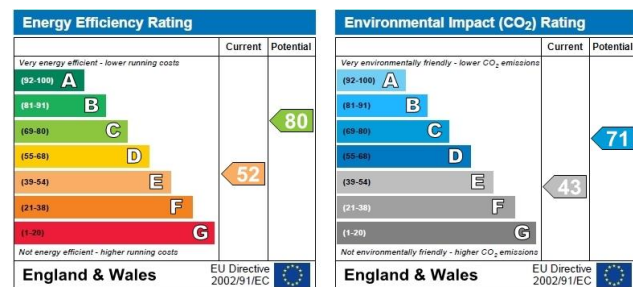 Energy Efficiency Rating
Current Potential
Very energy efficient - lower running costs
(92-100) A
(81-91) B
(69-80) C
(55-68) D
(39-54) E
(21-38) F
(1-20) G
80
52
Not energy efficient - higher running costs
England & Wales
EU Directive
2002/91/EC
Environmental Impact (CO₂) Rating
Current Potential
Very environmentally friendly - lower CO₂ emissions
(92-100) A
(81-91) B
(69-80) C
(55-68) D
(39-54) E
(21-38) F
(1-20) G
71
43
Not environmentally friendly - higher CO₂ emissions
England & Wales
EU Directive
2002/91/EC